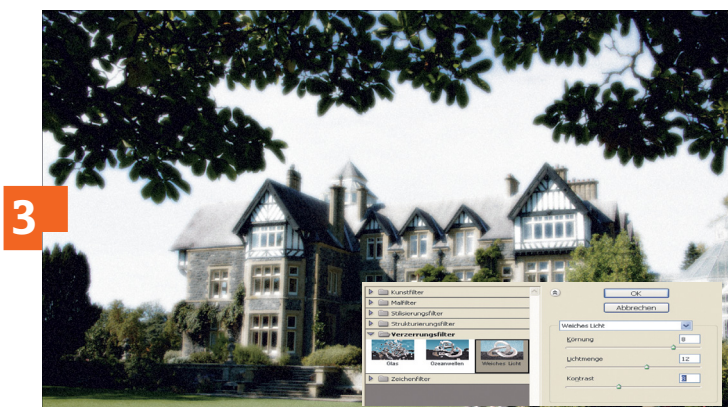 3
Kunstfilter
Malfilter
Stilisierungsfilter
Strukturierungsfilter
Verzerrungsfilter
Glas Ozeanwellen Weiches Licht
Zeichenfilter
OK
Abbrechen
Weiches Licht
Körnung
Lichtmenge 12
Kontrast